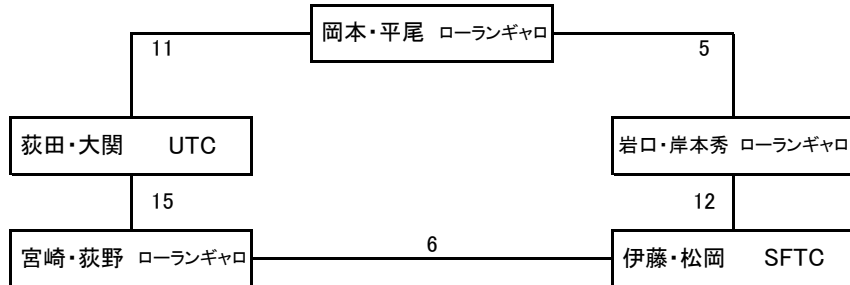 岡本・平尾 ローランギャロ
11
5
荻田・大関 UTC
岩口・岸本秀 ローランギャロ
15
12
宮崎・荻野 ローランギャロ
6
伊藤・松岡 SFTC